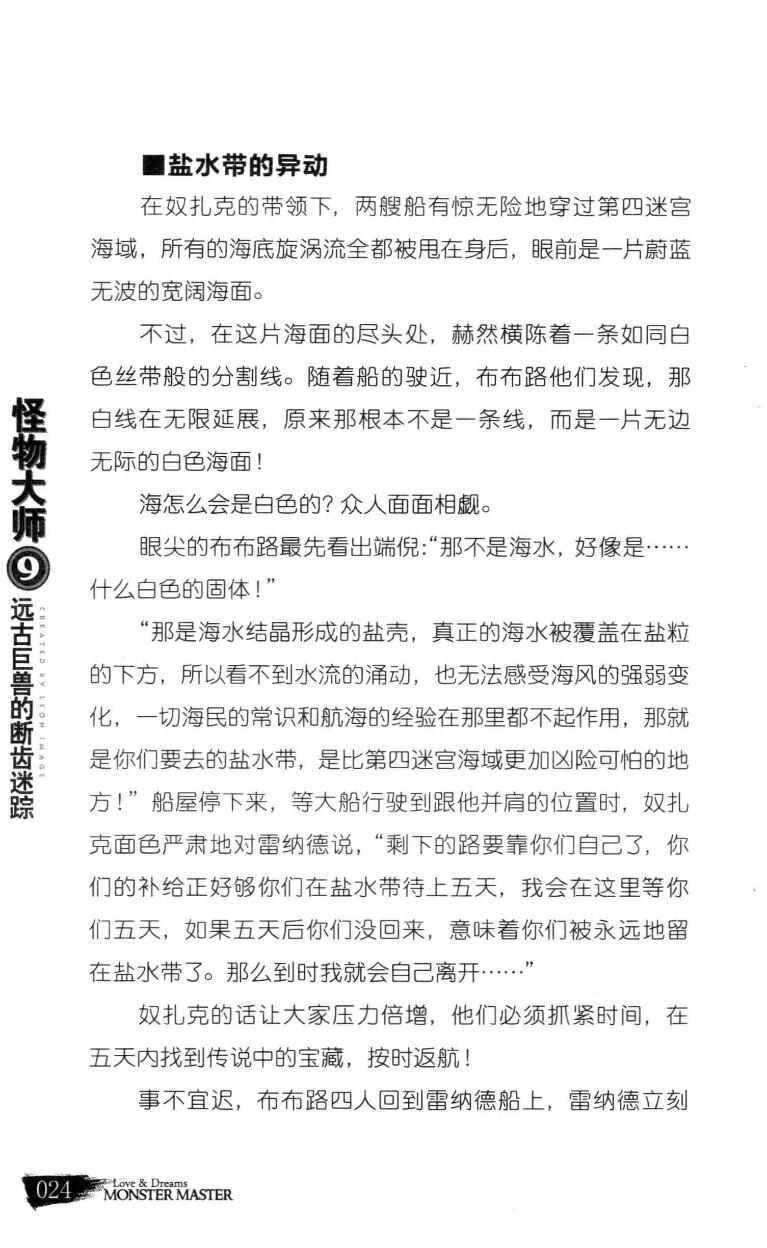 ■盐水带的异动
在奴扎克的带领下，两艘船有惊无险地穿过第四迷宫
海域，所有的海底旋涡流全都被甩在身后，眼前是一片蔚蓝
无波的宽阔海面。
不过，在这片海面的尽头处，赫然横陈着一条如同白
色丝带般的分割线。随着船的驶近，布布路他们发现，那
白线在无限延展，原来那根本不是一条线，而是一片无边
无际的白色海面！
海怎么会是白色的？众人面面相觑。
眼尖的布布路最先看出端倪：“那不是海水，好像是……
什么白色的固体！”
“那是海水结晶形成的盐壳，真正的海水被覆盖在盐粒
的下方，所以看不到水流的涌动，也无法感受海风的强弱变
化，一切海民的常识和航海的经验在那里都不起作用，那就
是你们要去的盐水带，是比第四迷宫海域更加凶险可怕的地
方！”船屋停下来，等大船行驶到跟他并肩的位置时，奴扎
克面色严肃地对雷纳德说，“剩下的路要靠你们自己了，你
们的补给正好够你们在盐水带待上五天，我会在这里等你
们五天，如果五天后你们没回来，意味着你们被永远地留
在盐水带了。那么到时我就会自己离开……”
奴扎克的话让大家压力倍增，他们必须抓紧时间，在
五天内找到传说中的宝藏，按时返航！
事不宜迟，布布路四人回到雷纳德船上，雷纳德立刻
怪物大师
9
远古巨兽的断齿迷踪
CREATED BY LEON IMAGE
024
Love & Dreams
MONSTER MASTER